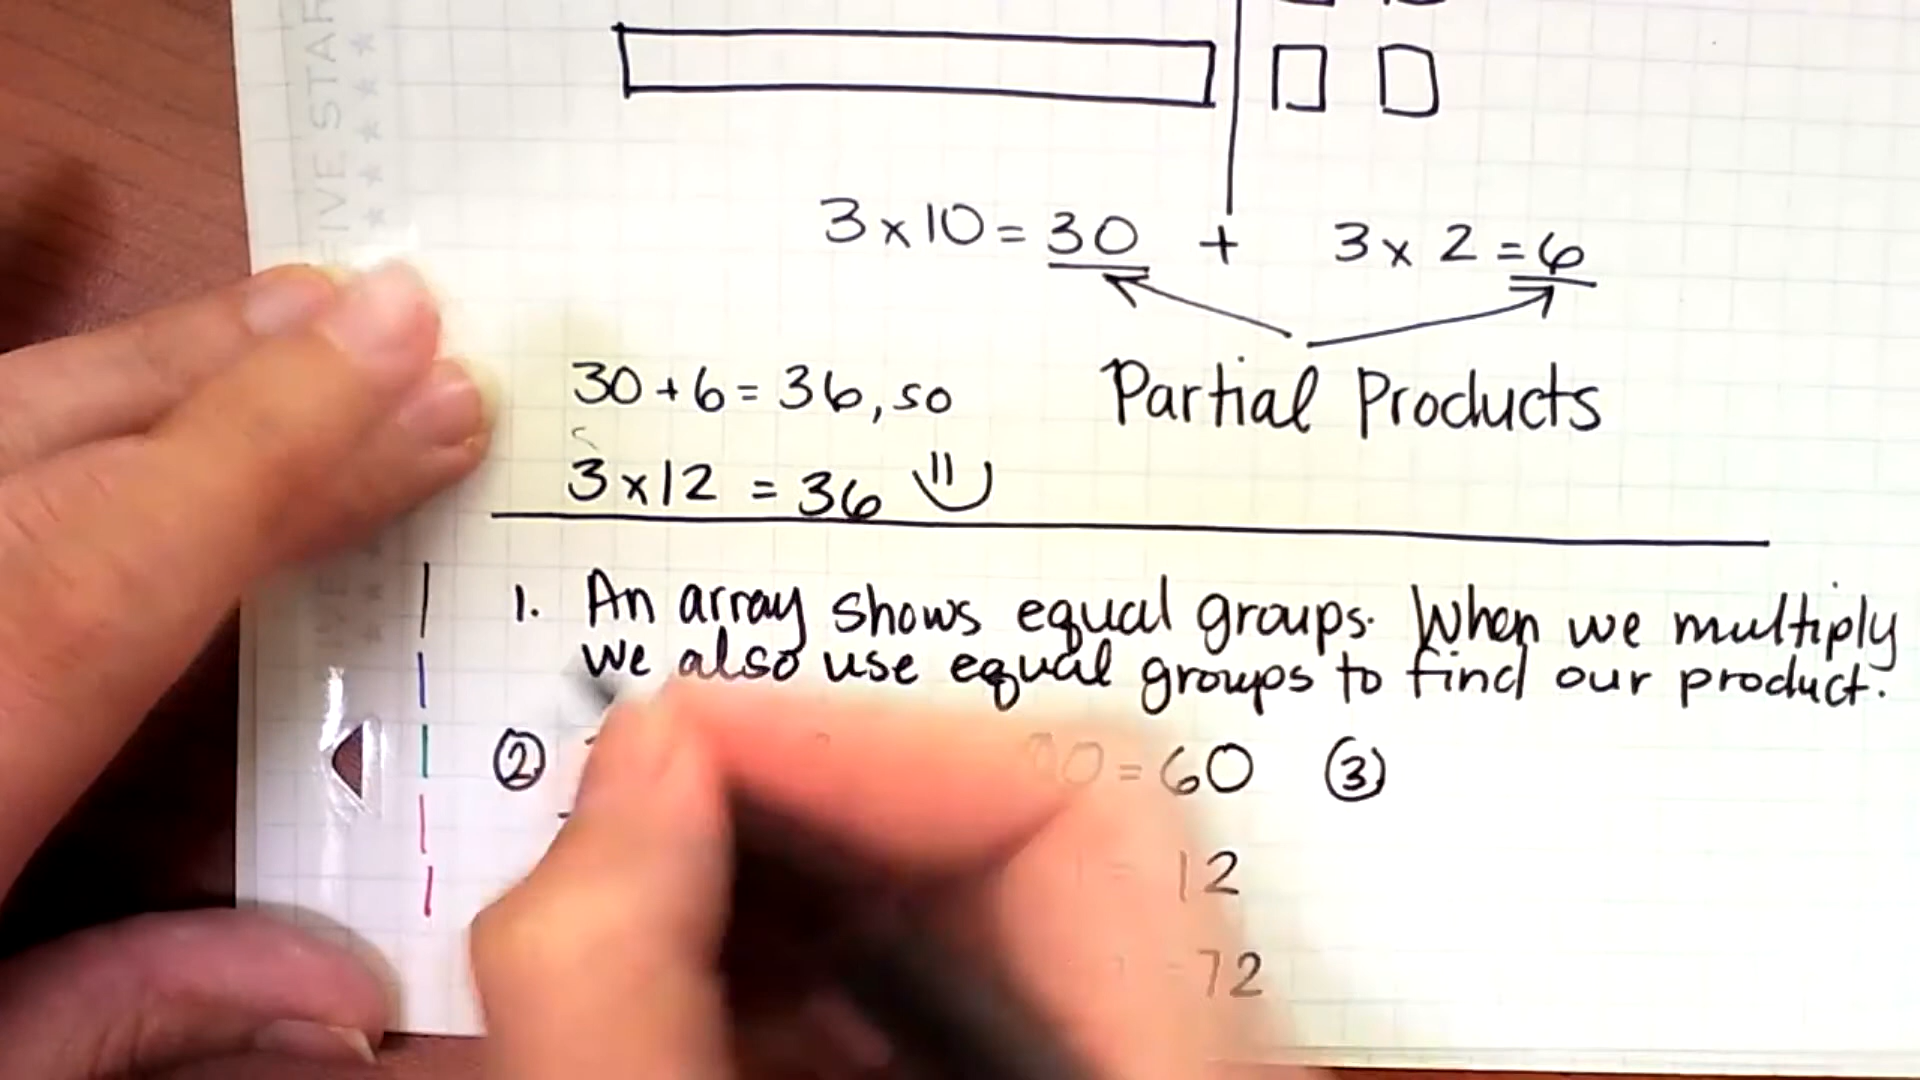 FIVE STAR
3 x 10 = 30 + 3 x 2 = 6
30 + 6 = 36, so
Partial Products
3 x 12 = 36
1. An array shows equal groups. When we multiply
we also use equal groups to find our product.
② = 60 ③
12
72